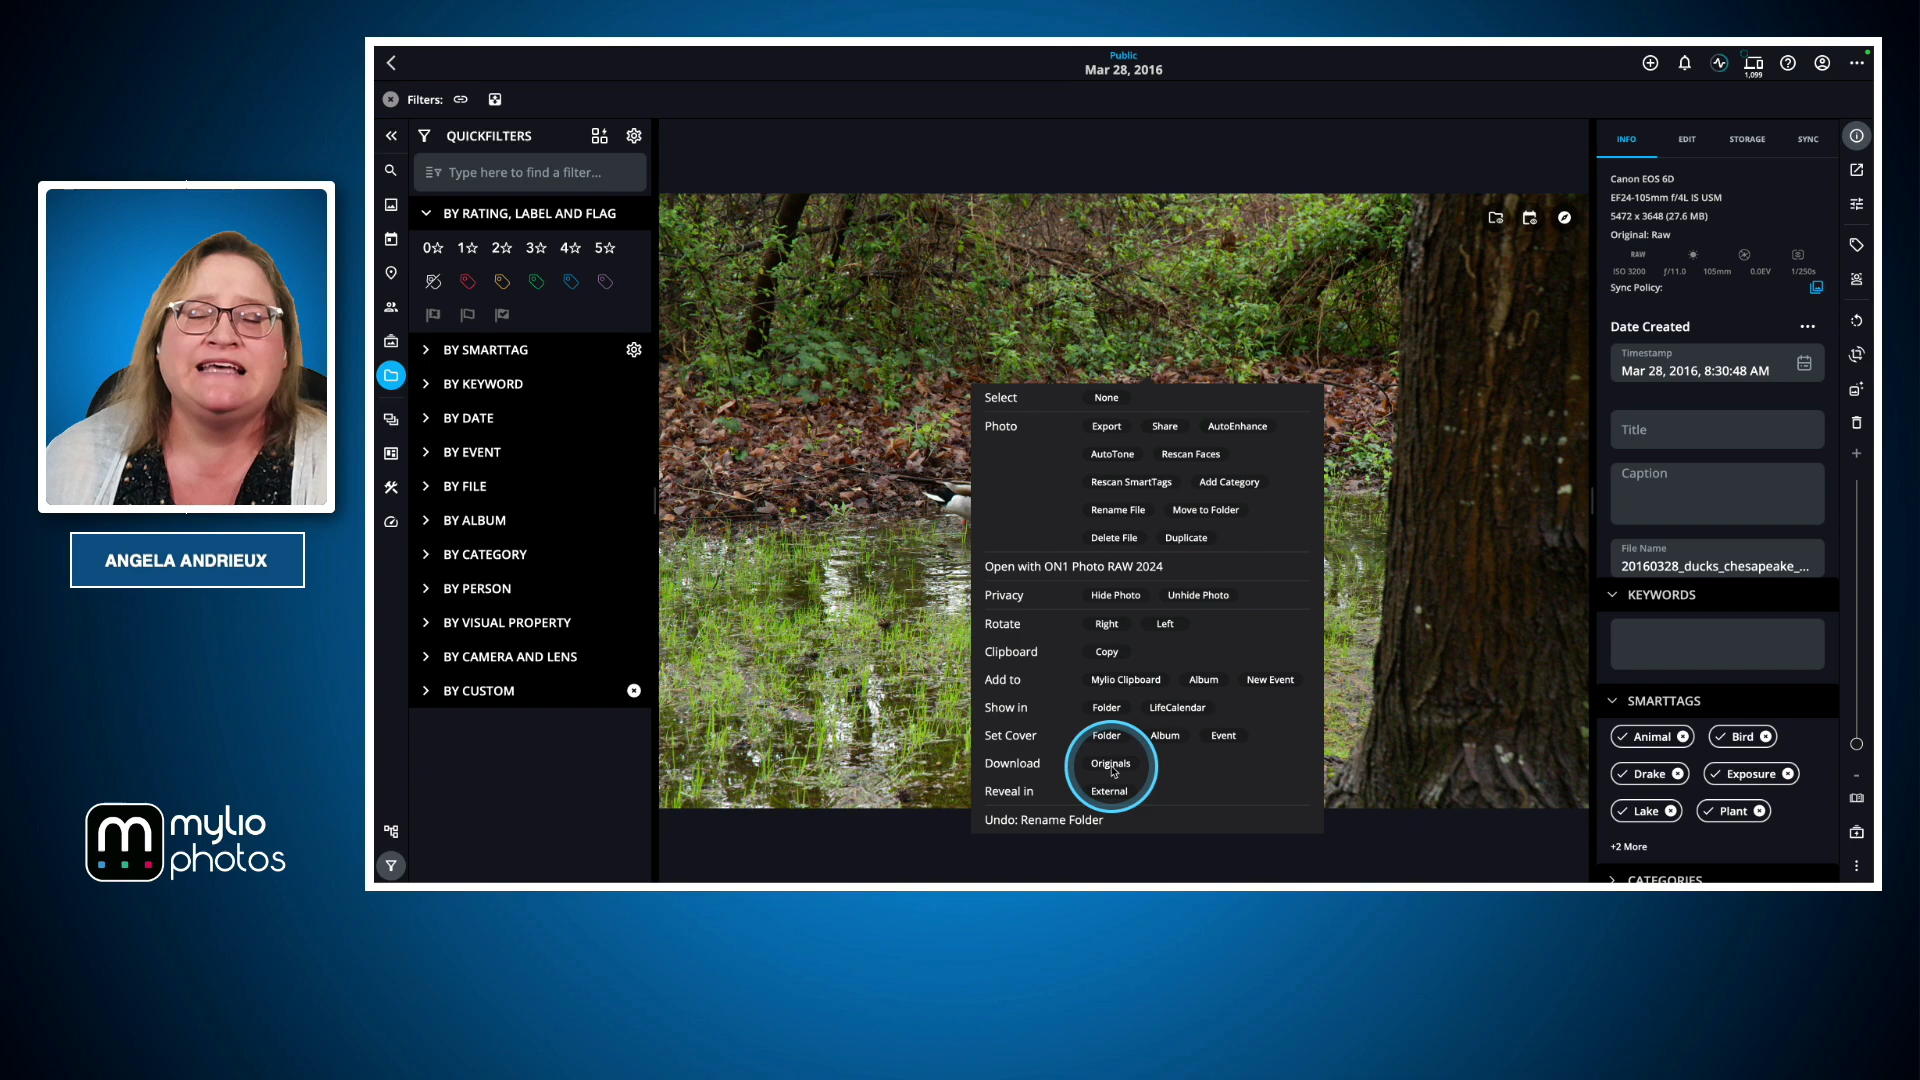 Public
Mar 28, 2016
1,099
Filters:
QUICKFILTERS
Type here to find a filter...
BY RATING, LABEL AND FLAG
0☆ 1☆ 2☆ 3☆ 4☆ 5☆
BY SMARTTAG
BY KEYWORD
BY DATE
BY EVENT
BY FILE
BY ALBUM
BY CATEGORY
BY PERSON
BY VISUAL PROPERTY
BY CAMERA AND LENS
BY CUSTOM
Select None
Photo Export Share AutoEnhance
AutoTone Rescan Faces
Rescan SmartTags Add Category
Rename File Move to Folder
Delete File Duplicate
Open with ON1 Photo RAW 2024
Privacy Hide Photo Unhide Photo
Rotate Right Left
Clipboard Copy
Add to Mylio Clipboard Album New Event
Show in Folder LifeCalendar
Set Cover Folder Album Event
Download Originals
Reveal in External
Undo: Rename Folder
INFO EDIT STORAGE SYNC
Canon EOS 6D
EF24-105mm f/4L IS USM
5472 x 3648 (27.6 MB)
Original: Raw
RAW
ISO 3200 ƒ/11.0 105mm 0.0EV 1/250s
Sync Policy:
Date Created
Timestamp
Mar 28, 2016, 8:30:48 AM
Title
Caption
File Name
20160328_ducks_chesapeake_...
KEYWORDS
SMARTTAGS
Animal Bird
Drake Exposure
Lake Plant
+2 More
CATEGORIES
ANGELA ANDRIEUX
m mylio
photos